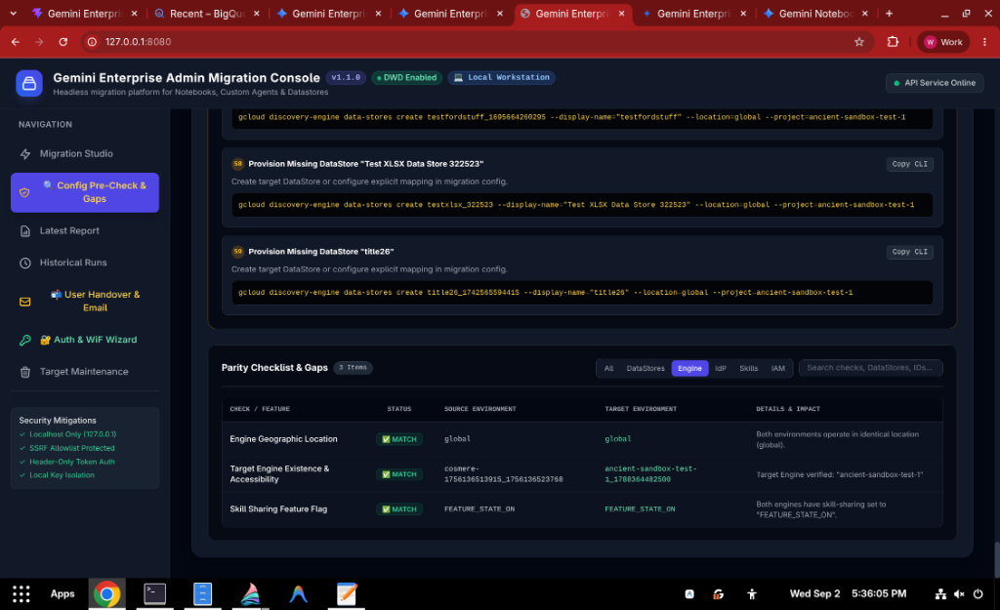 Gemini Enterpri
Recent – BigQu
Gemini Enterpri
Gemini Enterpri
Gemini Enterpri
Gemini Enterpri
Gemini Notebo
127.0.0.1:8080
W Work
Gemini Enterprise Admin Migration Console v1.1.0 DWD Enabled Local Workstation
Headless migration platform for Notebooks, Custom Agents & Datastores
API Service Online
NAVIGATION
Migration Studio
Config Pre-Check &
Gaps
Latest Report
Historical Runs
User Handover &
Email
Auth & WiF Wizard
Target Maintenance
Security Mitigations
✓ Localhost Only (127.0.0.1)
✓ SSRF Allowlist Protected
✓ Header-Only Token Auth
✓ Local Key Isolation
gcloud discovery-engine data-stores create testfordstuff_1695664260295 --display-name="testfordstuff" --location=global --project=ancient-sandbox-test-1
58 Provision Missing DataStore "Test XLSX Data Store 322523" Copy CLI
Create target DataStore or configure explicit mapping in migration config.
gcloud discovery-engine data-stores create testxlsx_322523 --display-name="Test XLSX Data Store 322523" --location=global --project=ancient-sandbox-test-1
59 Provision Missing DataStore "title26" Copy CLI
Create target DataStore or configure explicit mapping in migration config.
gcloud discovery-engine data-stores create title26_1742565594415 --display-name="title26" --location=global --project=ancient-sandbox-test-1
Parity Checklist & Gaps 3 Items
All DataStores Engine IdP Skills IAM
Search checks, DataStores, IDs...
CHECK / FEATURE STATUS SOURCE ENVIRONMENT TARGET ENVIRONMENT DETAILS & IMPACT
Engine Geographic Location ✅ MATCH global global
Both environments operate in identical location
(global).
Target Engine Existence &
Accessibility
✅ MATCH
cosmere-
1756136513915_1756136523768
ancient-sandbox-test-
1_1788364482500
Target Engine verified: "ancient-sandbox-test-1"
Skill Sharing Feature Flag ✅ MATCH FEATURE_STATE_ON FEATURE_STATE_ON
Both engines have skill-sharing set to
"FEATURE_STATE_ON".
Apps
Wed Sep 2 5:36:05 PM